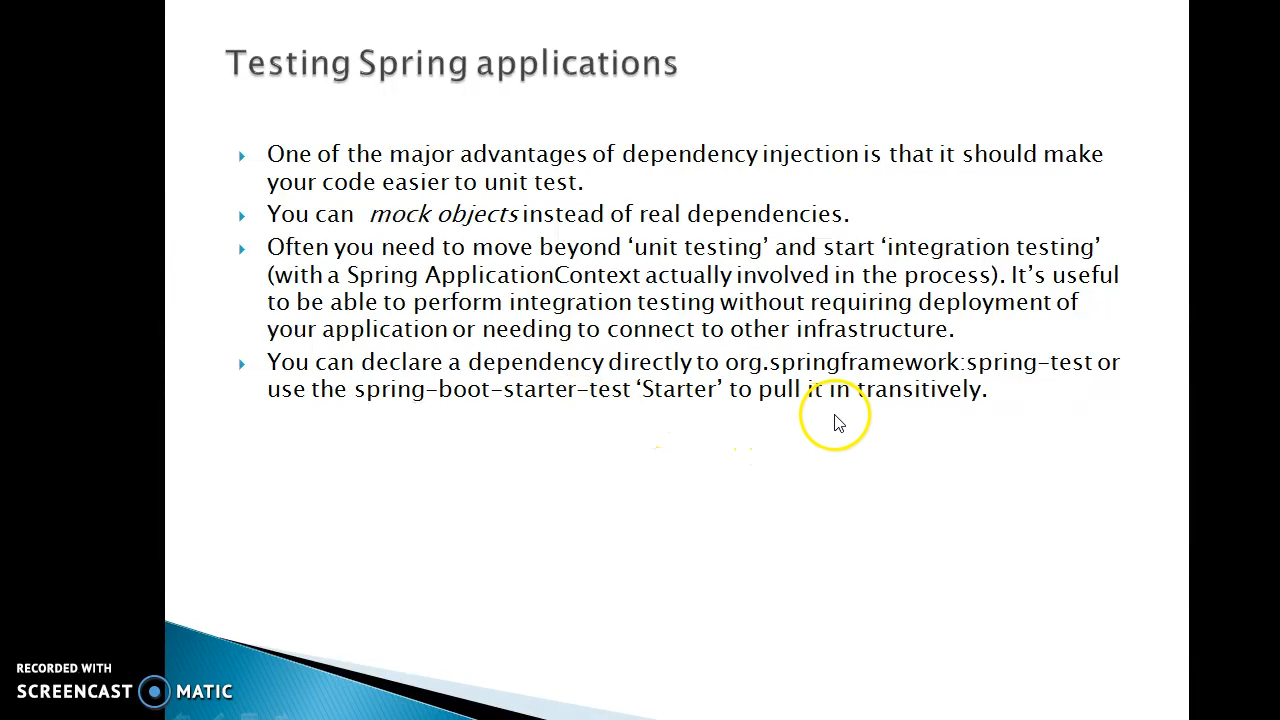 Testing Spring applications
One of the major advantages of dependency injection is that it should make
your code easier to unit test.
You can mock objects instead of real dependencies.
Often you need to move beyond ‘unit testing’ and start ‘integration testing’
(with a Spring ApplicationContext actually involved in the process). It’s useful
to be able to perform integration testing without requiring deployment of
your application or needing to connect to other infrastructure.
You can declare a dependency directly to org.springframework:spring-test or
use the spring-boot-starter-test ‘Starter’ to pull it in transitively.
RECORDED WITH
SCREENCAST MATIC